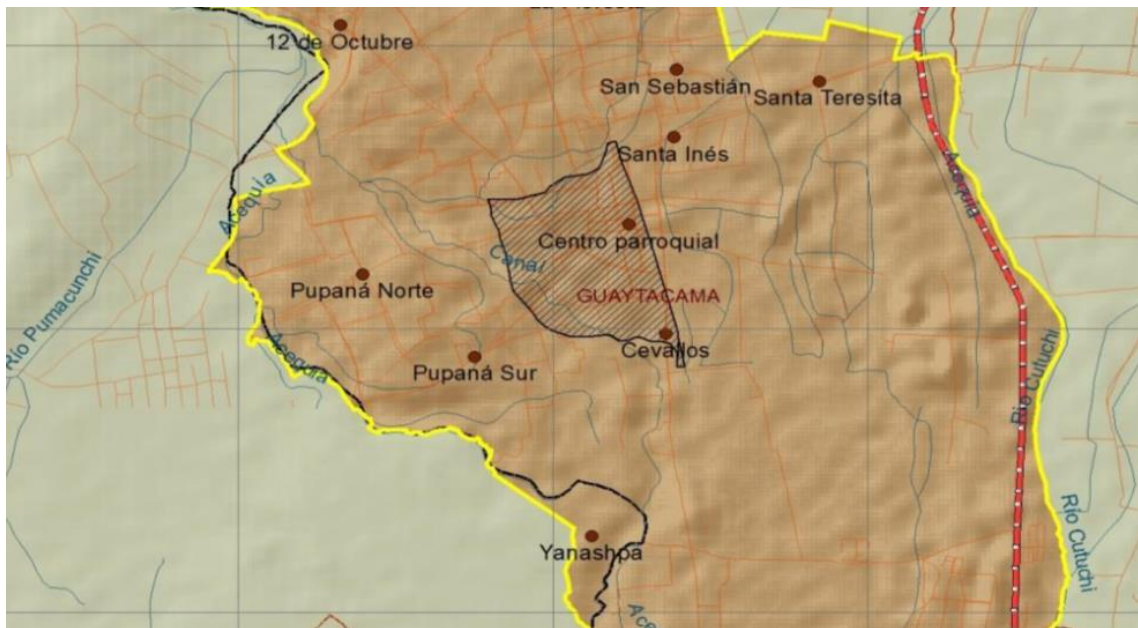 12 de Octubre
San Sebastián
Santa Teresita
Santa Inés
Acequia
Acequia
Centro parroquial
Canal
Río Pumacunchi
Pupaná Norte
GUAYTACAMA
Cevallos
Pupaná Sur
Río Cutuchi
Río Cutuchi
Yanashpa